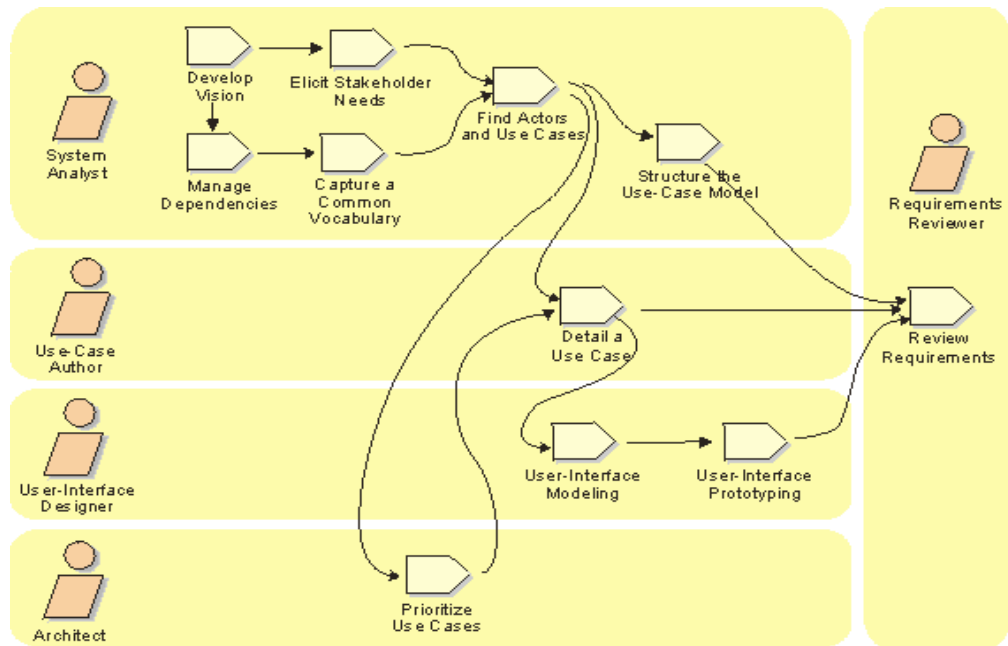 System
Analyst
Develop
Vision
Elicit Stakeholder
Needs
Find Actors
and Use Cases
Manage
Dependencies
Capture a
Common
Vocabulary
Structure the
Use-Case Model
Requirements
Reviewer
Use-Case
Author
Detail a
Use Case
Review
Requirements
User-Interface
Designer
User-Interface
Modeling
User-Interface
Prototyping
Architect
Prioritize
Use Cases